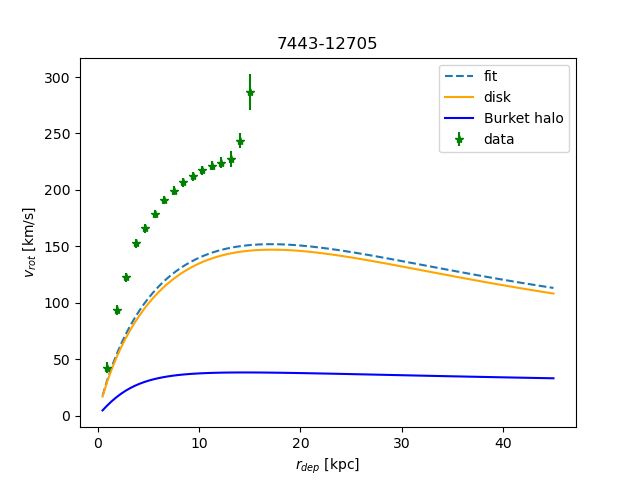 7443-12705
300
250
200
150
100
50
0
v_rot [km/s]
fit
disk
Burket halo
data
0 10 20 30 40
r_dep [kpc]